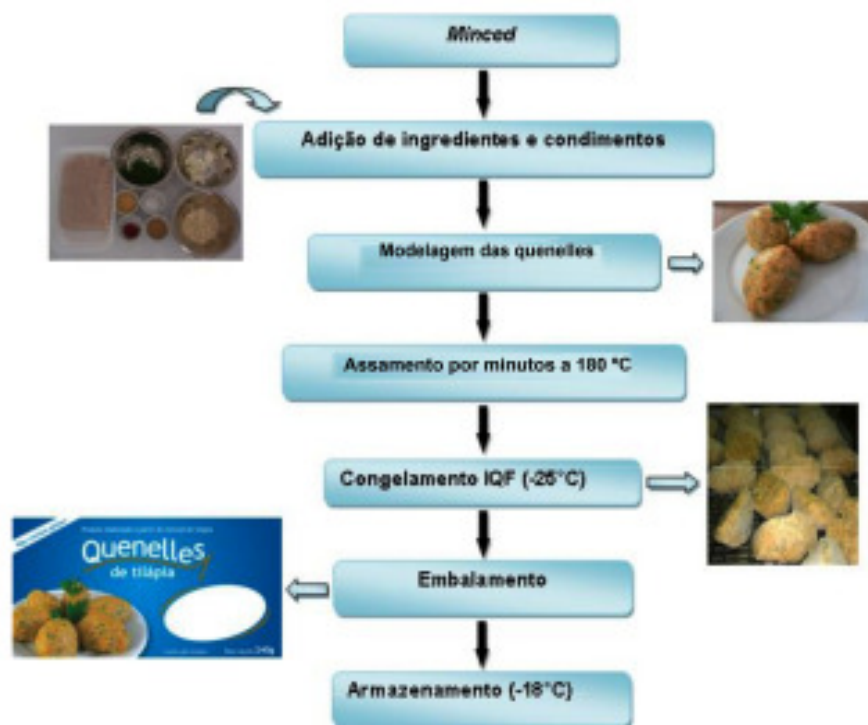 Minced
Adição de ingredientes e condimentos
Modelagem das quenelles
Assamento por minutos a 180 °C
Congelamento IQF (-25°C)
Quenelles
de tilápia
Embalamento
Armazenamento (-18°C)